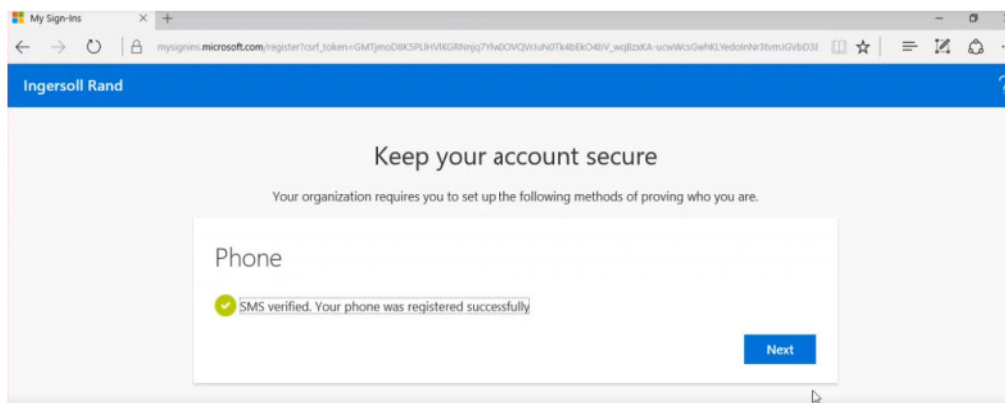 My Sign-Ins
Ingersoll Rand
?
Keep your account secure
Your organization requires you to set up the following methods of proving who you are.
Phone
SMS verified. Your phone was registered successfully
Next